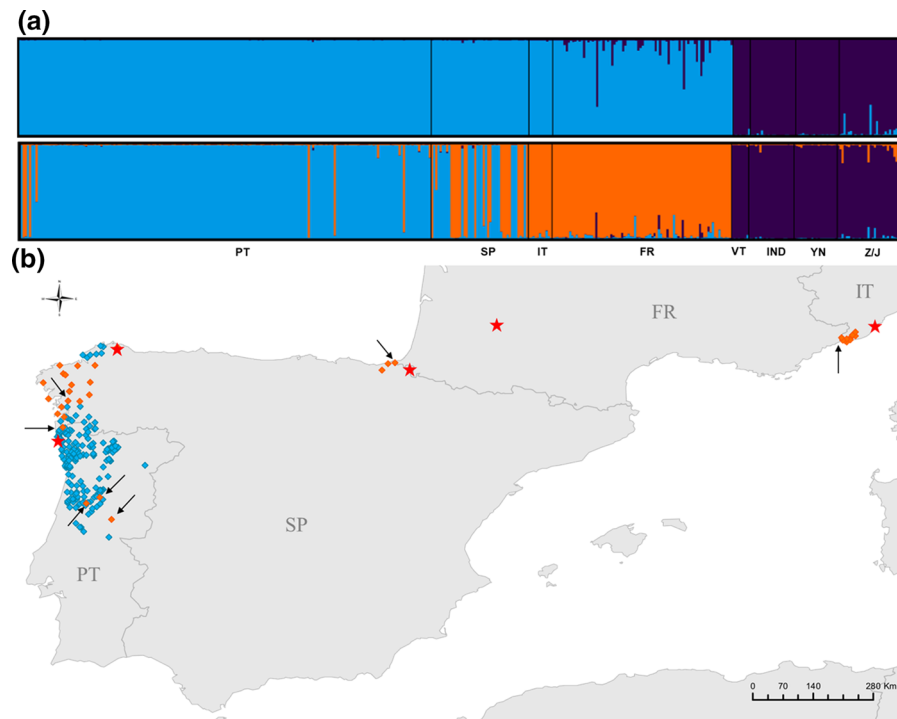 (a)
PT SP IT FR VT IND YN Z/J
(b)
IT
FR
SP
PT
0 70 140 280 Km